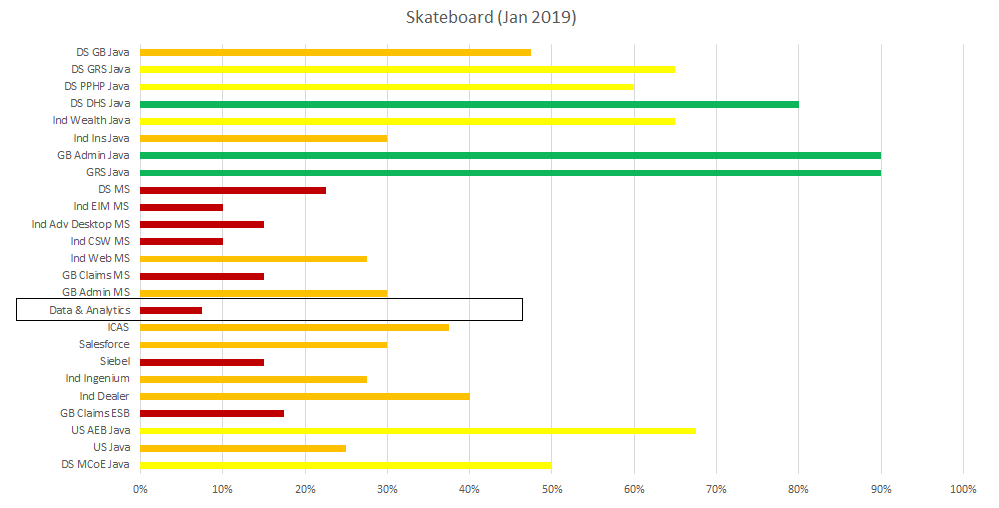 Skateboard (Jan 2019)
DS GB Java
DS GRS Java
DS PPHP Java
DS DHS Java
Ind Wealth Java
Ind Ins Java
GB Admin Java
GRS Java
DS MS
Ind EIM MS
Ind Adv Desktop MS
Ind CSW MS
Ind Web MS
GB Claims MS
GB Admin MS
Data & Analytics
ICAS
Salesforce
Siebel
Ind Ingenium
Ind Dealer
GB Claims ESB
US AEB Java
US Java
DS MCoE Java
0% 10% 20% 30% 40% 50% 60% 70% 80% 90% 100%